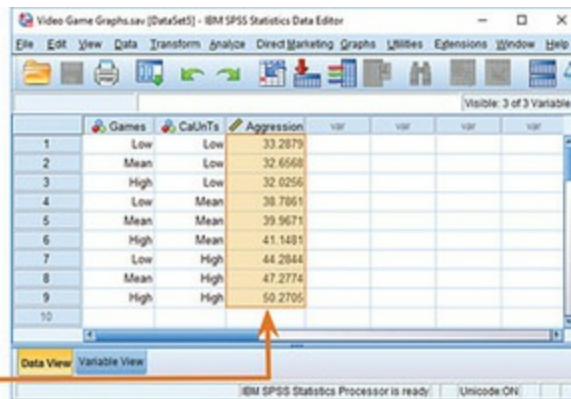 Video Game Graphs.sav [DataSet5] - IBM SPSS Statistics Data Editor
File Edit View Data Transform Analyze Direct Marketing Graphs Utilities Extensions Window Help
Visible: 3 of 3 Variable
Games CaUnTs Aggression var var var var
1 Low Low 33.2879
2 Mean Low 32.6568
3 High Low 32.0256
4 Low Mean 38.7861
5 Mean Mean 39.9671
6 High Mean 41.1481
7 Low High 44.2844
8 Mean High 47.2774
9 High High 50.2705
10
Data View Variable View
IBM SPSS Statistics Processor is ready Unicode:ON